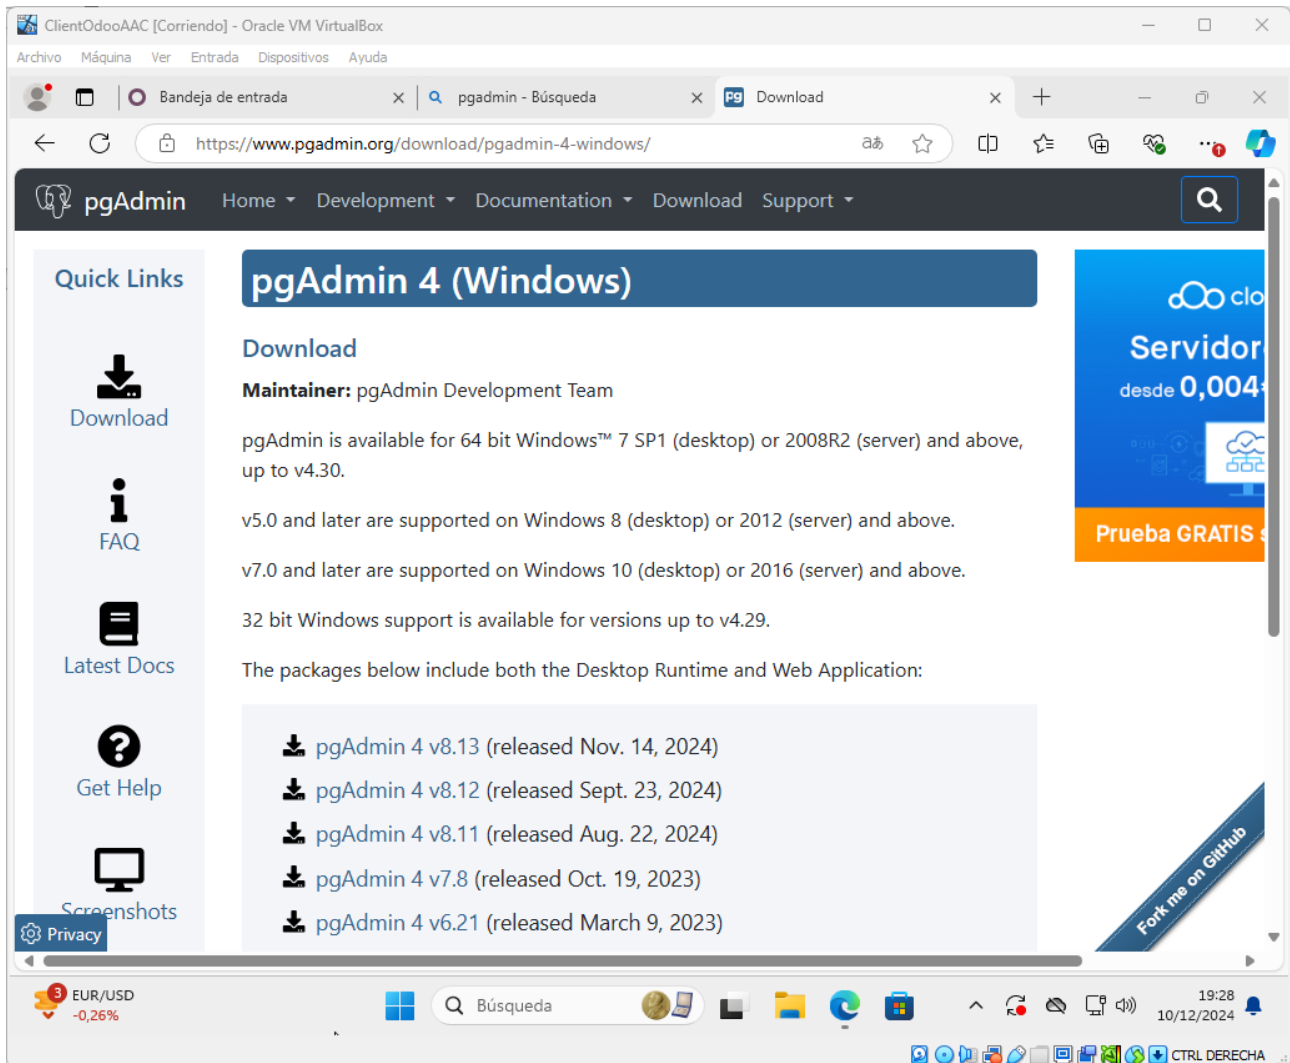 ClientOdooAAC [Corriendo] - Oracle VM VirtualBox
Archivo Máquina Ver Entrada Dispositivos Ayuda
Bandeja de entrada
pgadmin - Búsqueda
Download
https://www.pgadmin.org/download/pgadmin-4-windows/
pgAdmin Home Development Documentation Download Support
Quick Links
Download
FAQ
Latest Docs
Get Help
Screenshots
Privacy
pgAdmin 4 (Windows)
Download
Maintainer: pgAdmin Development Team
pgAdmin is available for 64 bit Windows™ 7 SP1 (desktop) or 2008R2 (server) and above,
up to v4.30.
v5.0 and later are supported on Windows 8 (desktop) or 2012 (server) and above.
v7.0 and later are supported on Windows 10 (desktop) or 2016 (server) and above.
32 bit Windows support is available for versions up to v4.29.
The packages below include both the Desktop Runtime and Web Application:
pgAdmin 4 v8.13 (released Nov. 14, 2024)
pgAdmin 4 v8.12 (released Sept. 23, 2024)
pgAdmin 4 v8.11 (released Aug. 22, 2024)
pgAdmin 4 v7.8 (released Oct. 19, 2023)
pgAdmin 4 v6.21 (released March 9, 2023)
clo
Servidor
desde 0,004
Prueba GRATIS
Fork me on GitHub
3
EUR/USD
-0,26%
Búsqueda
19:28
10/12/2024
CTRL DERECHA